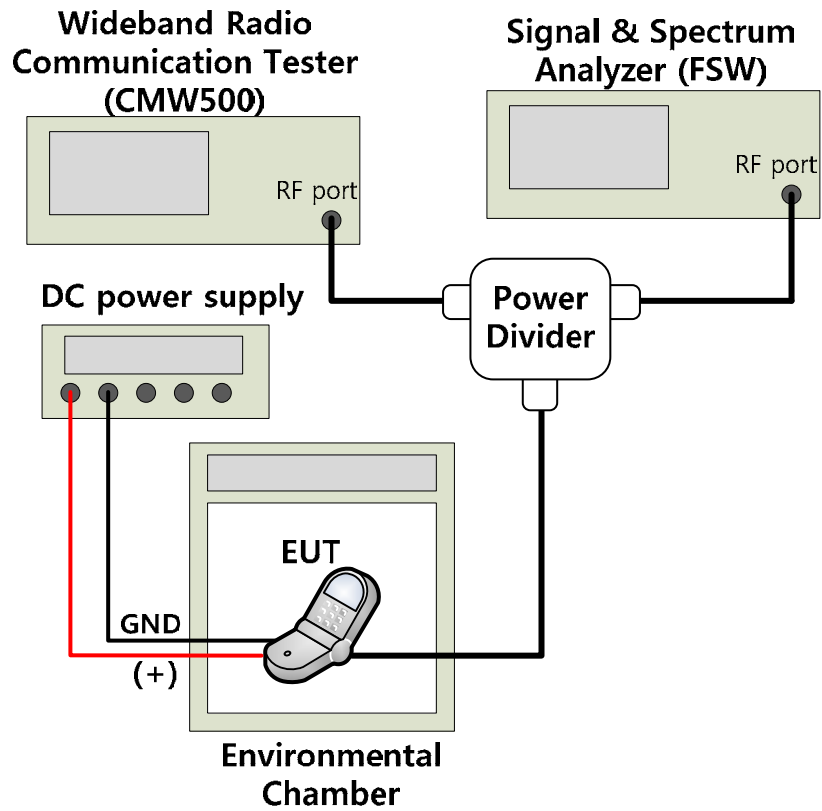 Wideband Radio
Communication Tester
(CMW500)
Signal & Spectrum
Analyzer (FSW)
RF port
RF port
DC power supply
Power
Divider
EUT
GND
(+)
Environmental
Chamber